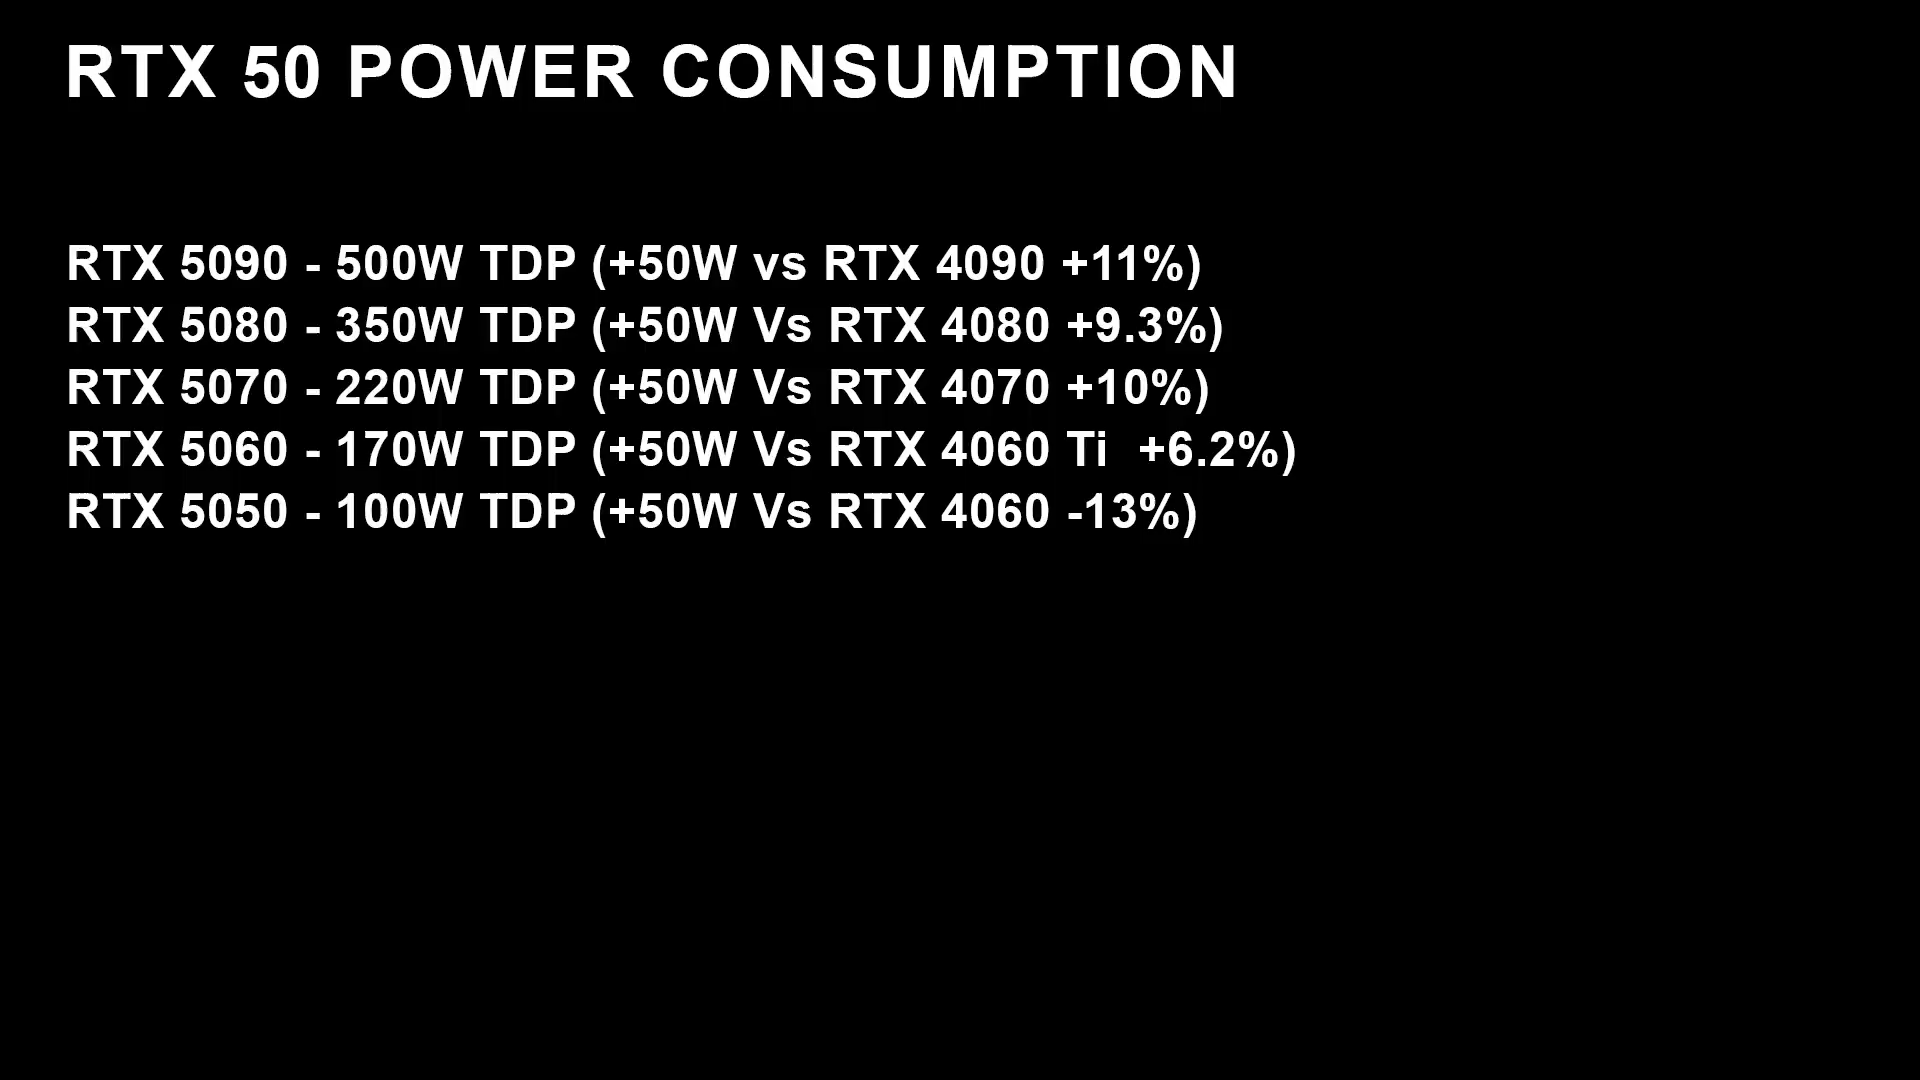 RTX 50 POWER CONSUMPTION
RTX 5090 - 500W TDP (+50W vs RTX 4090 +11%)
RTX 5080 - 350W TDP (+50W Vs RTX 4080 +9.3%)
RTX 5070 - 220W TDP (+50W Vs RTX 4070 +10%)
RTX 5060 - 170W TDP (+50W Vs RTX 4060 Ti  +6.2%)
RTX 5050 - 100W TDP (+50W Vs RTX 4060 -13%)